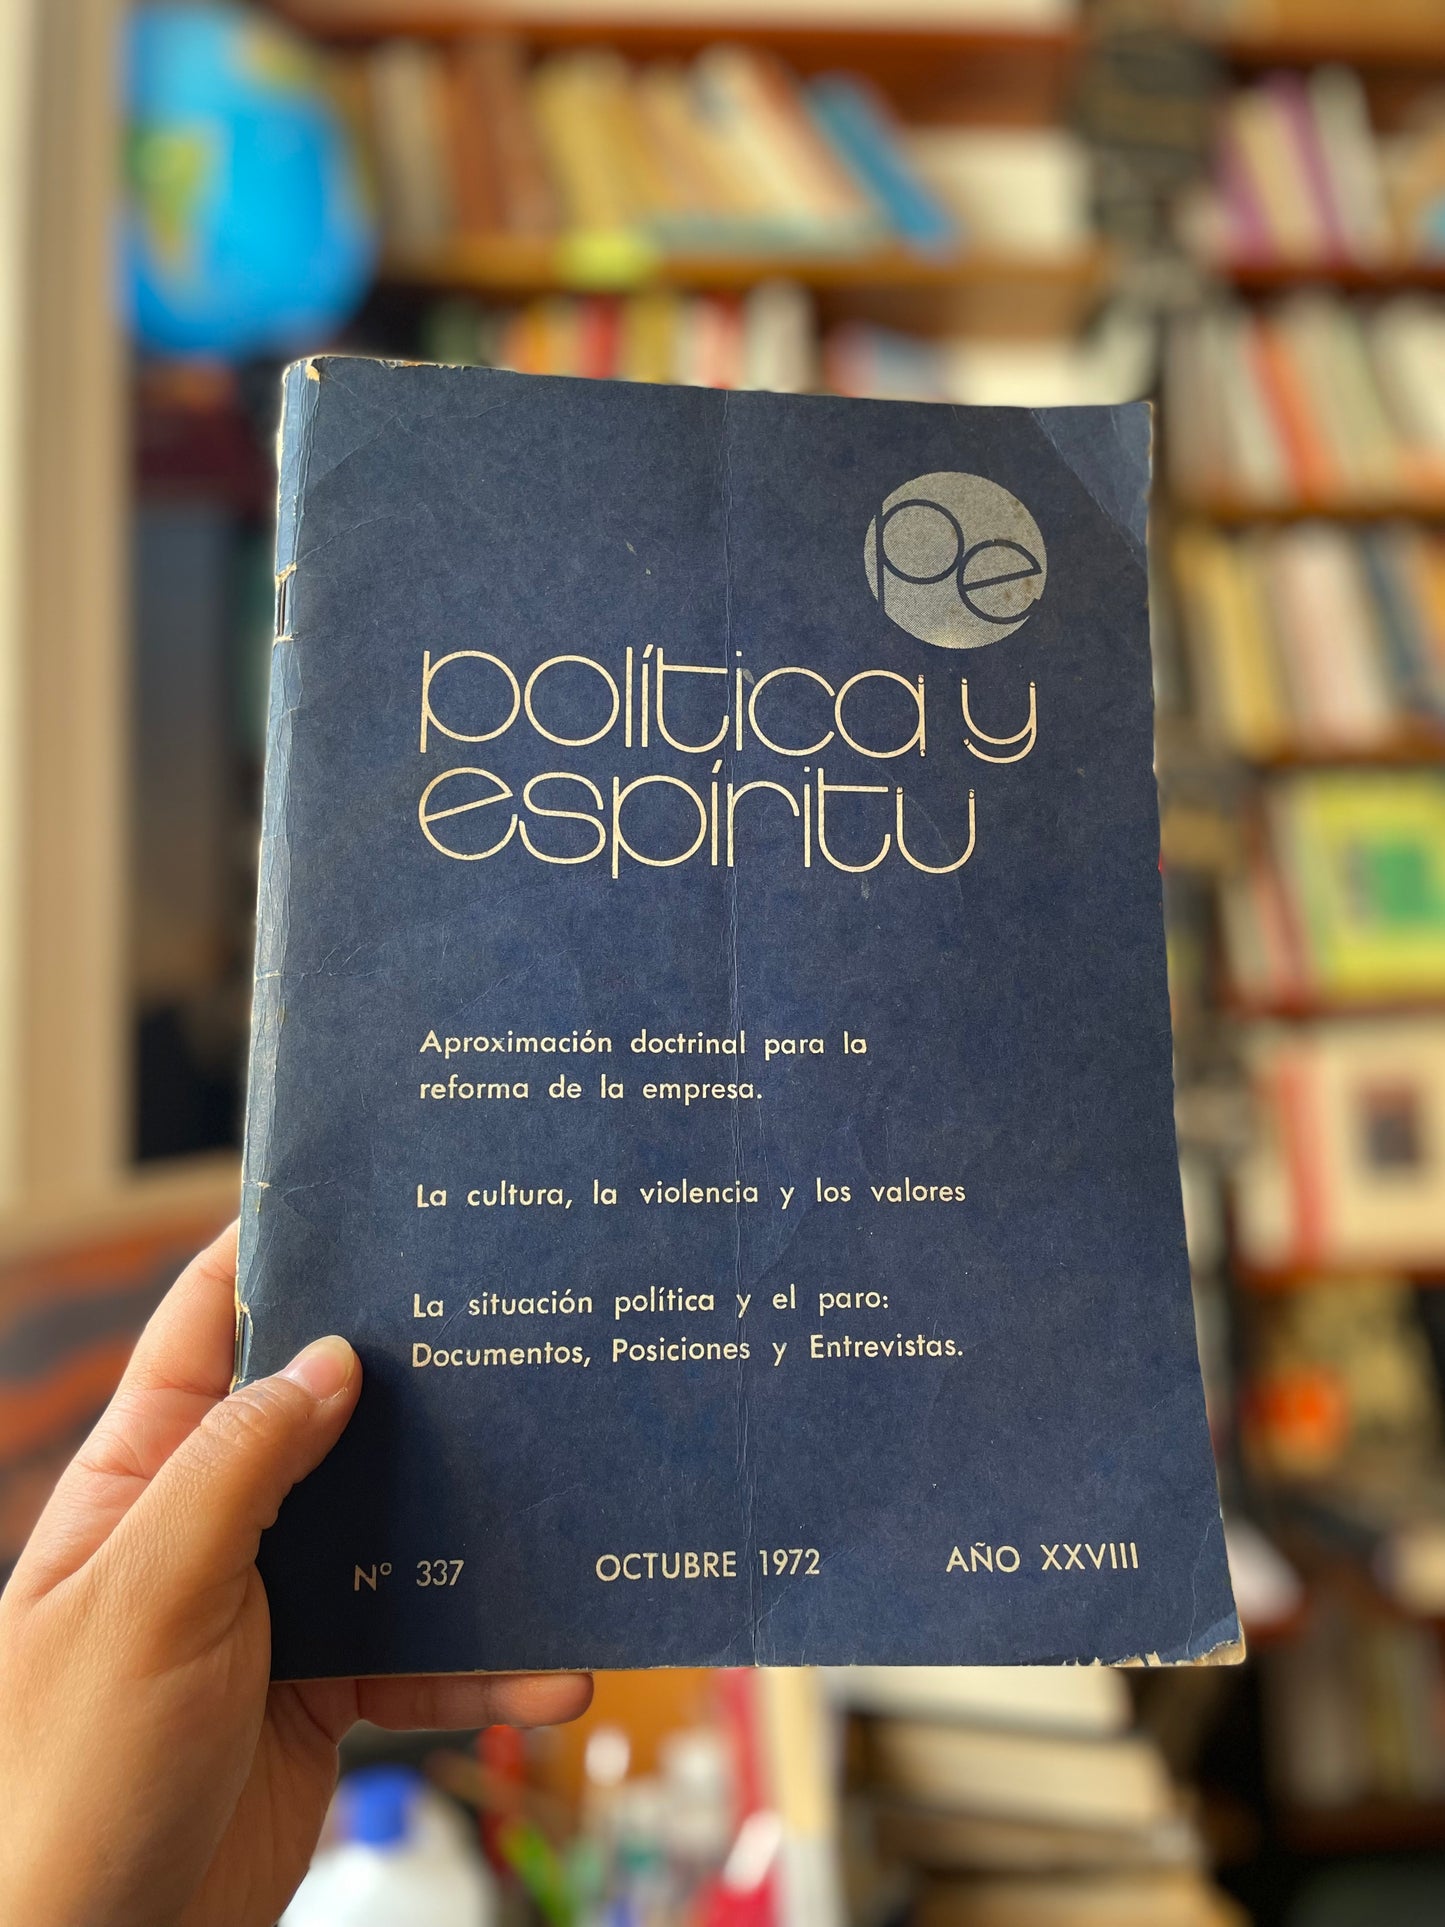 pe
política y
espíritu
Aproximación doctrinal para la
reforma de la empresa.
La cultura, la violencia y los valores
La situación política y el paro:
Documentos, Posiciones y Entrevistas.
Nº 337 OCTUBRE 1972 AÑO XXVIII